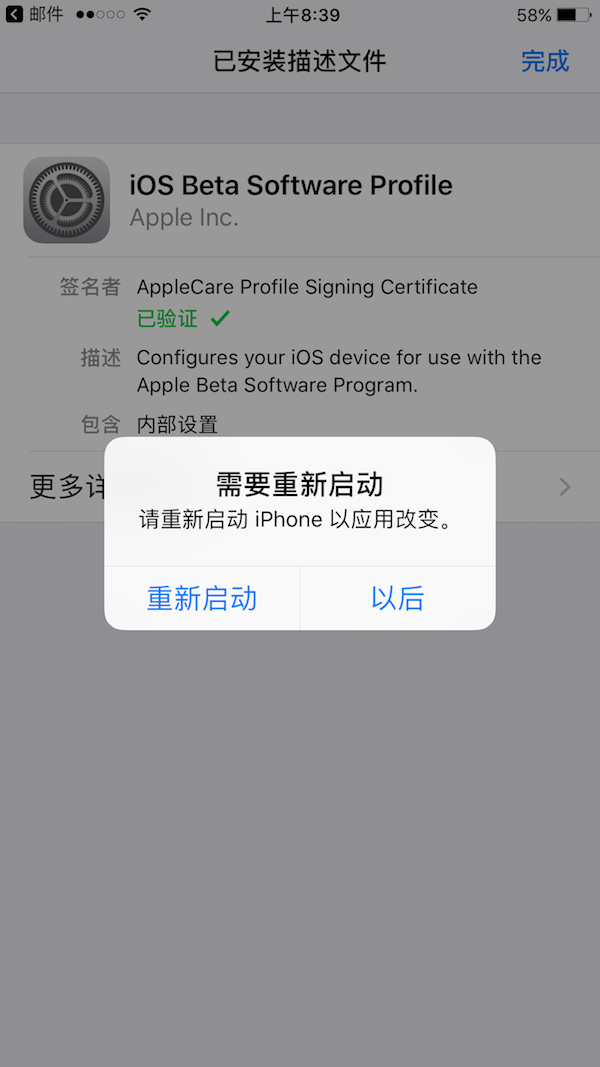 邮件 上午8:39 58%
已安装描述文件 完成
iOS Beta Software Profile
Apple Inc.
签名者 AppleCare Profile Signing Certificate
已验证
描述 Configures your iOS device for use with the
Apple Beta Software Program.
包含 内部设置
更多详
需要重新启动
请重新启动 iPhone 以应用改变。
重新启动 以后